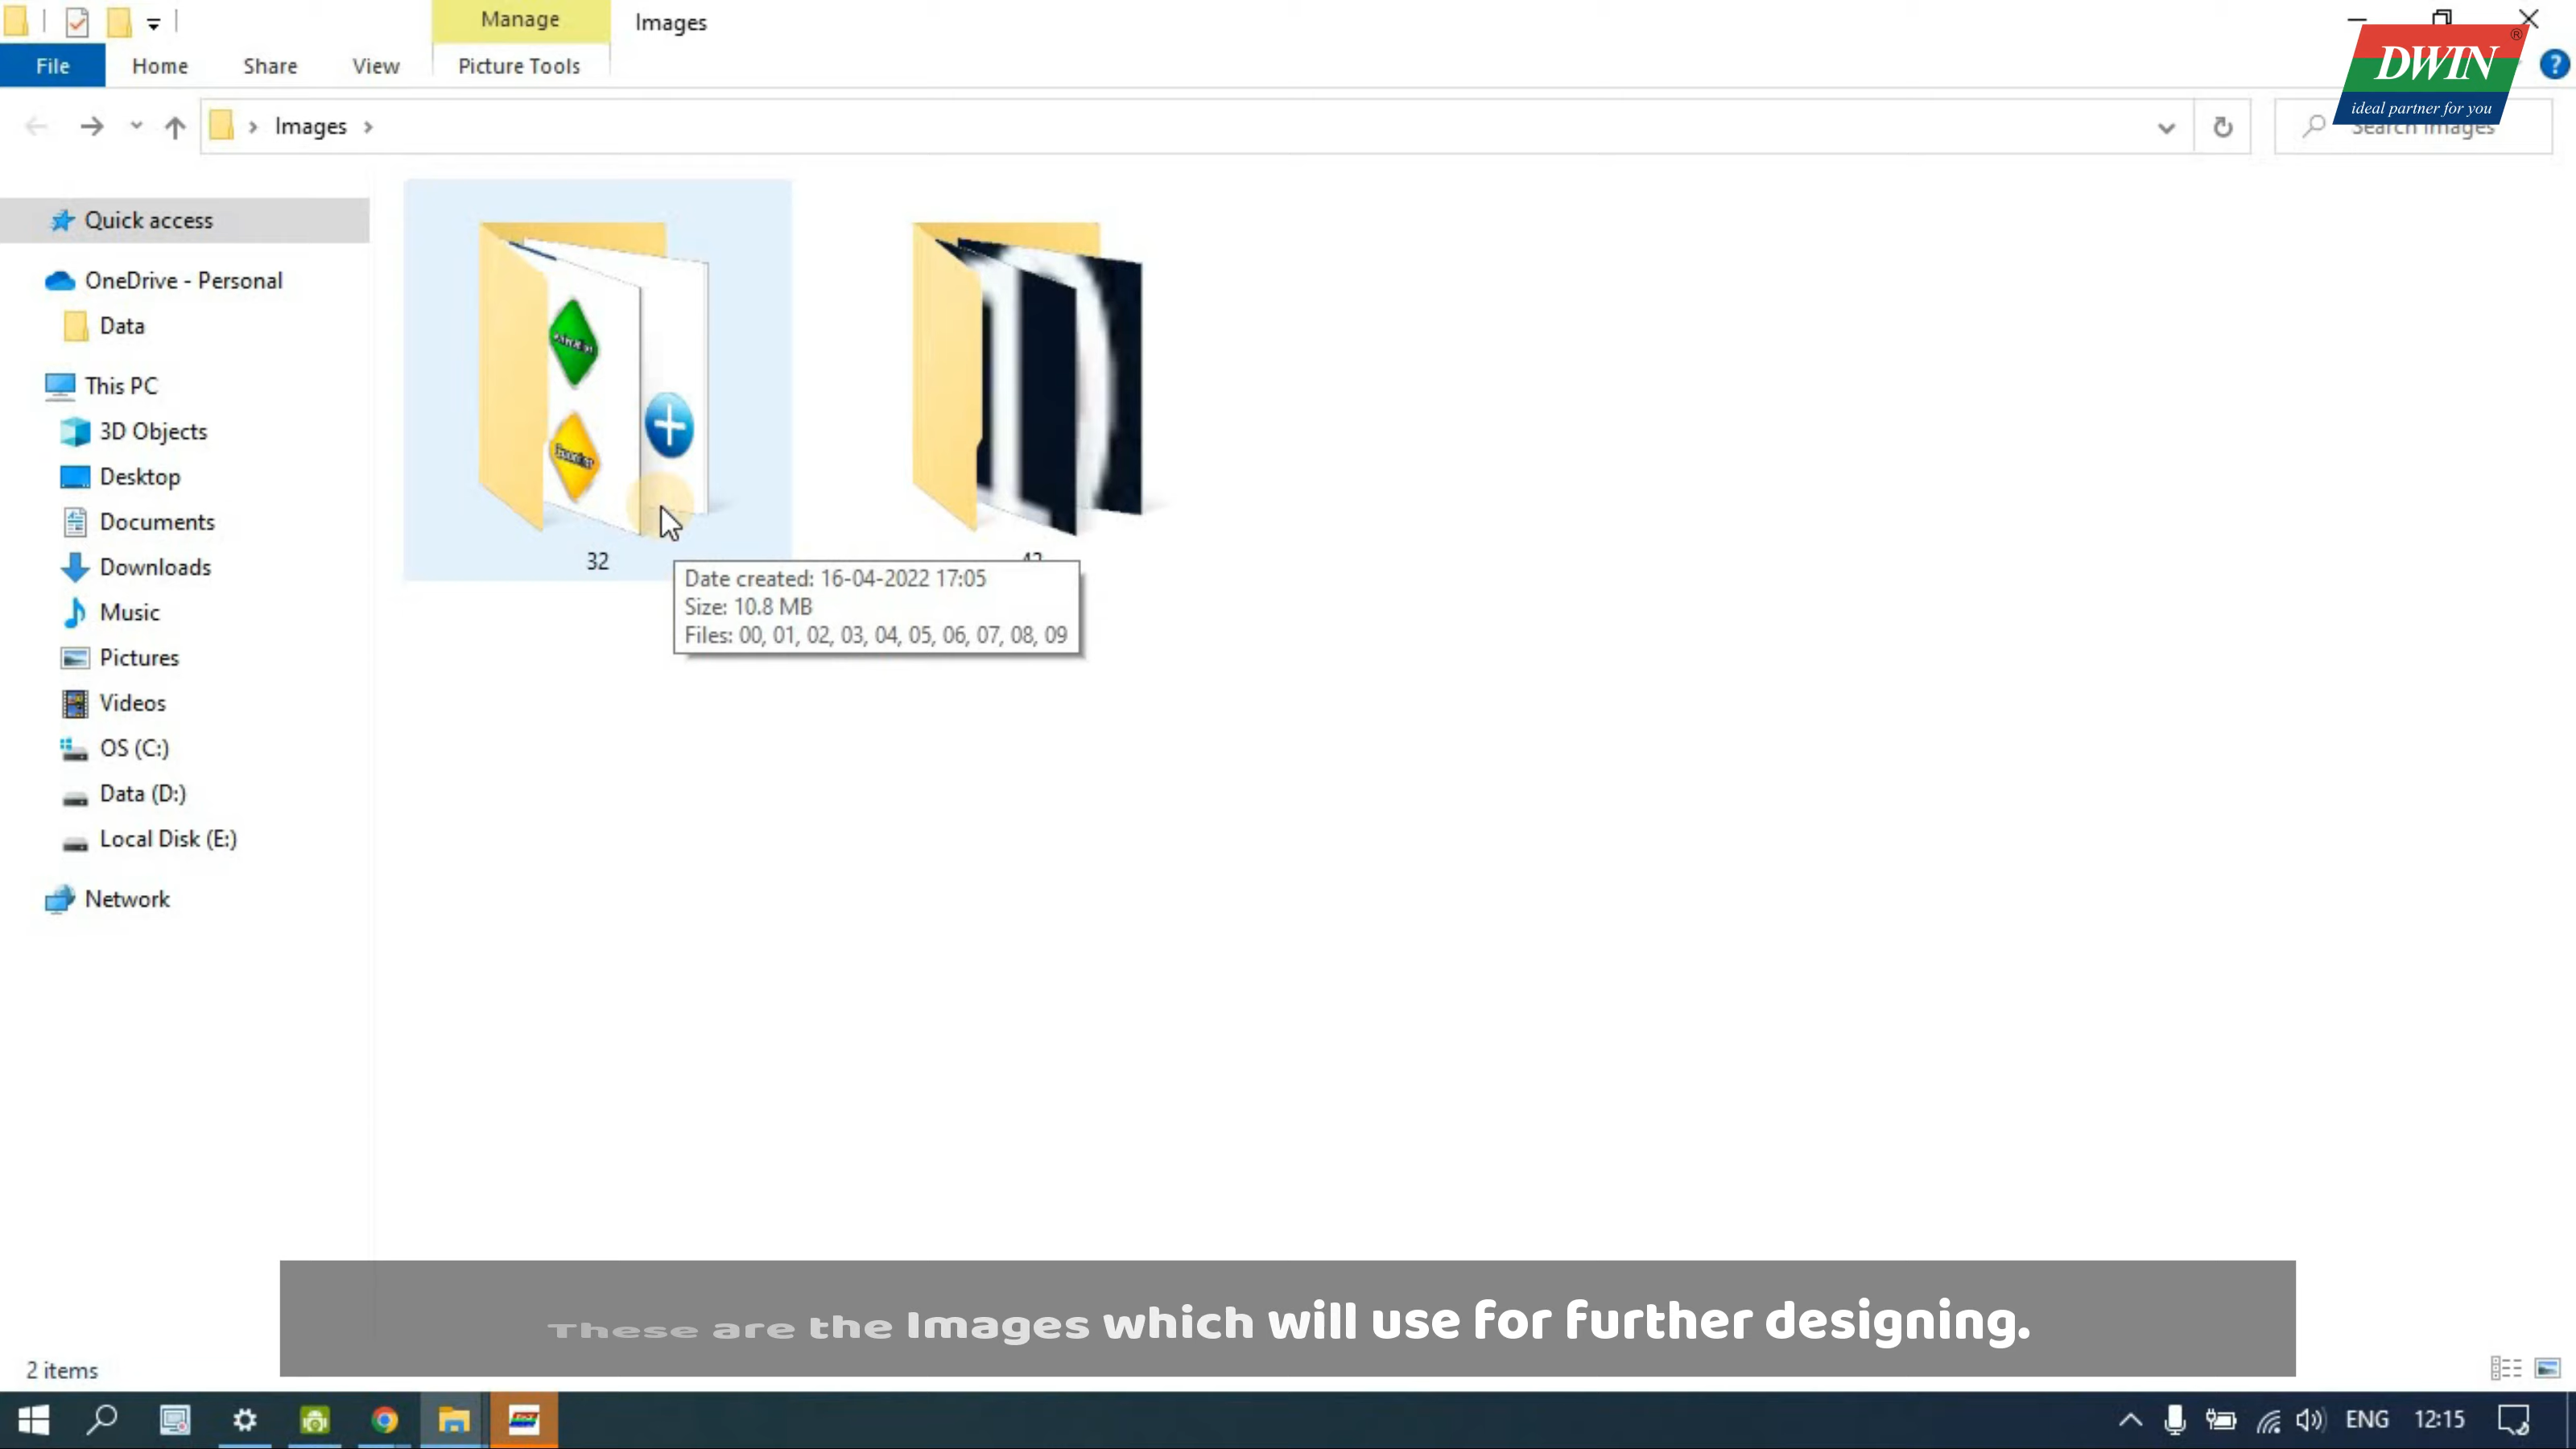 Manage
Images
DWIN ®
ideal partner for you
File
Home
Share
View
Picture Tools
Images
Search Images
Quick access
OneDrive - Personal
Data
This PC
3D Objects
Desktop
Documents
Downloads
Music
Pictures
Videos
OS (C:)
Data (D:)
Local Disk (E:)
Network
32
Date created: 16-04-2022 17:05
Size: 10.8 MB
Files: 00, 01, 02, 03, 04, 05, 06, 07, 08, 09
These are the Images which will use for further designing.
2 items
ENG
12:15